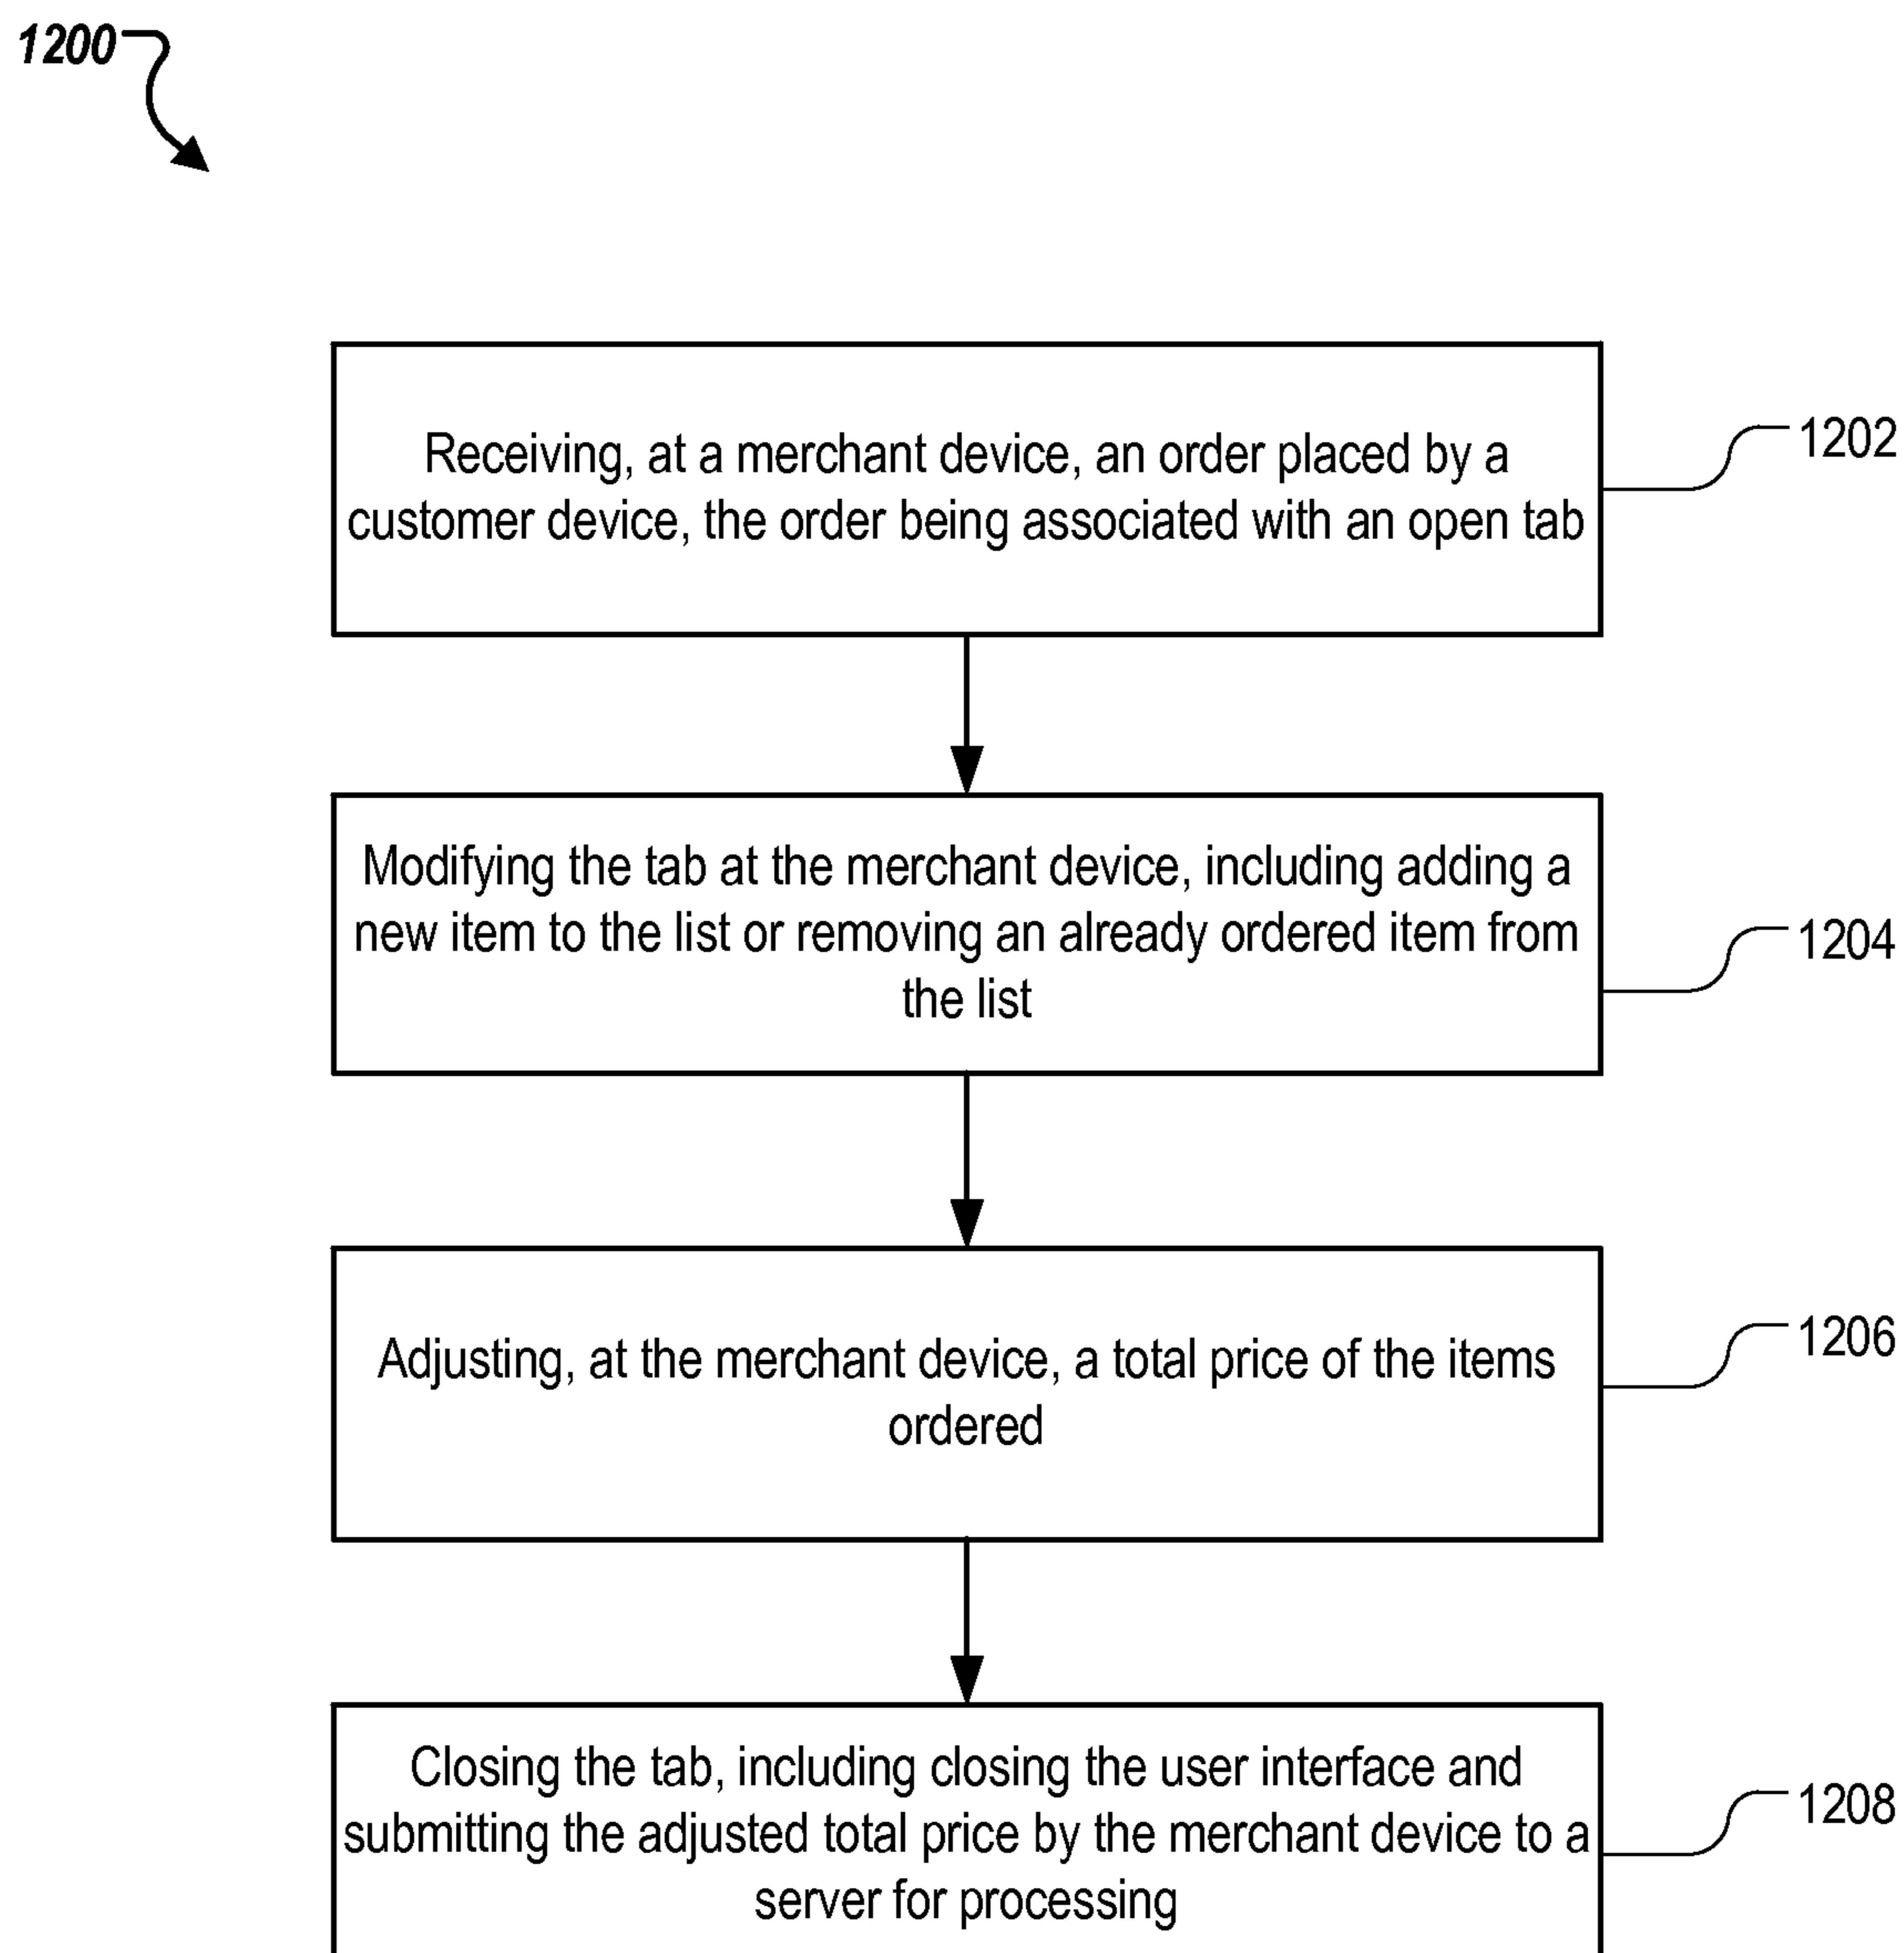 1200
Receiving, at a merchant device, an order placed by a
customer device, the order being associated with an open tab
1202
Modifying the tab at the merchant device, including adding a
new item to the list or removing an already ordered item from
the list
1204
Adjusting, at the merchant device, a total price of the items
ordered
1206
Closing the tab, including closing the user interface and
submitting the adjusted total price by the merchant device to a
server for processing
1208